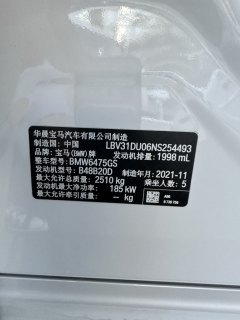 华晨宝马汽车有限公司制造
制造国：中国 LBV31DU06NS254493
品牌：宝马(BMW)牌 发动机排量：1998 mL
整车型号：BMW6475GS
发动机型号：B48B20D 制造年月：2021-11
最大允许总质量：2510 kg 乘坐人数：5
发动机最大净功率：185 kW
最大允许牵引质量：-- kg